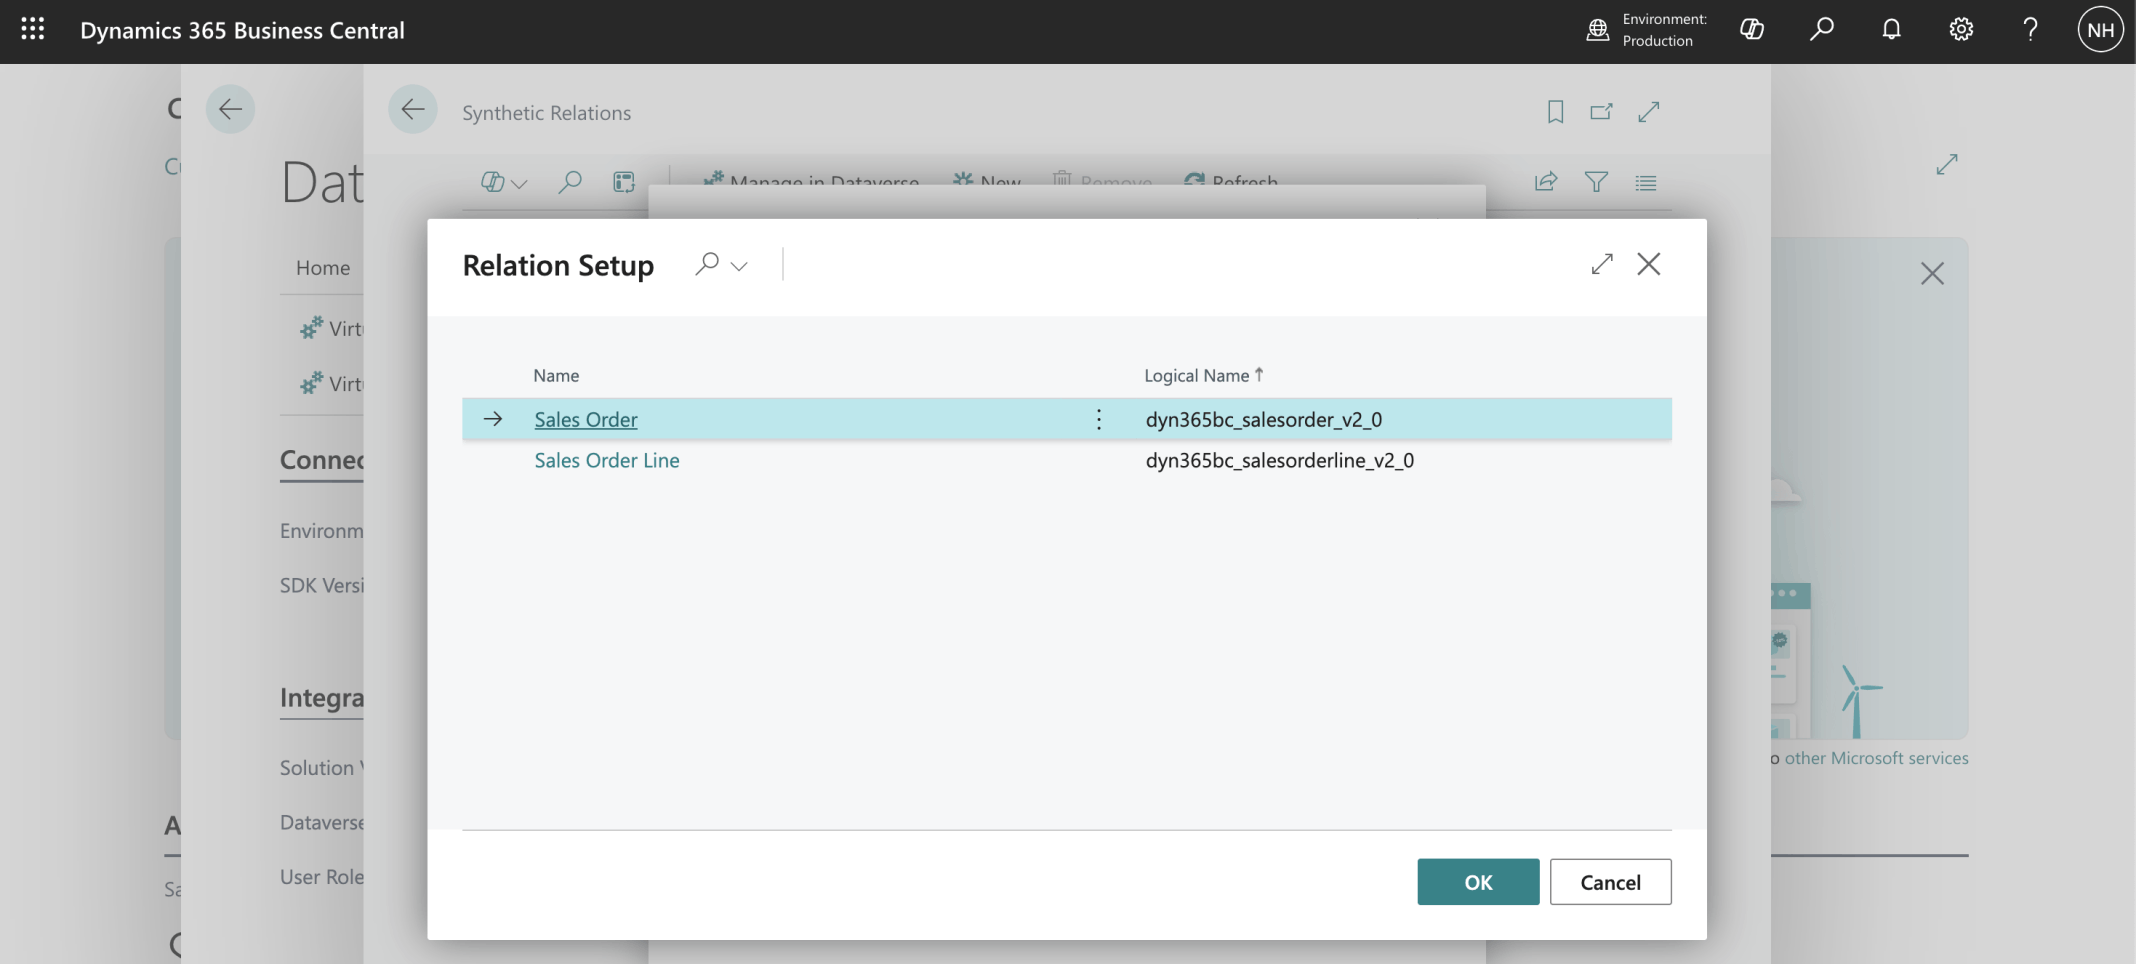 Dynamics 365 Business Central
Environment:
Production
NH
Synthetic Relations
Manage in Dataverse
New
Remove
Refresh
Dat
Home
Virt
Virt
Connec
Environm
SDK Versi
Integra
Solution
Dataverse
User Role
Relation Setup
Name
Logical Name ↑
Sales Order
dyn365bc_salesorder_v2_0
Sales Order Line
dyn365bc_salesorderline_v2_0
OK
Cancel
o other Microsoft services
A
Sa